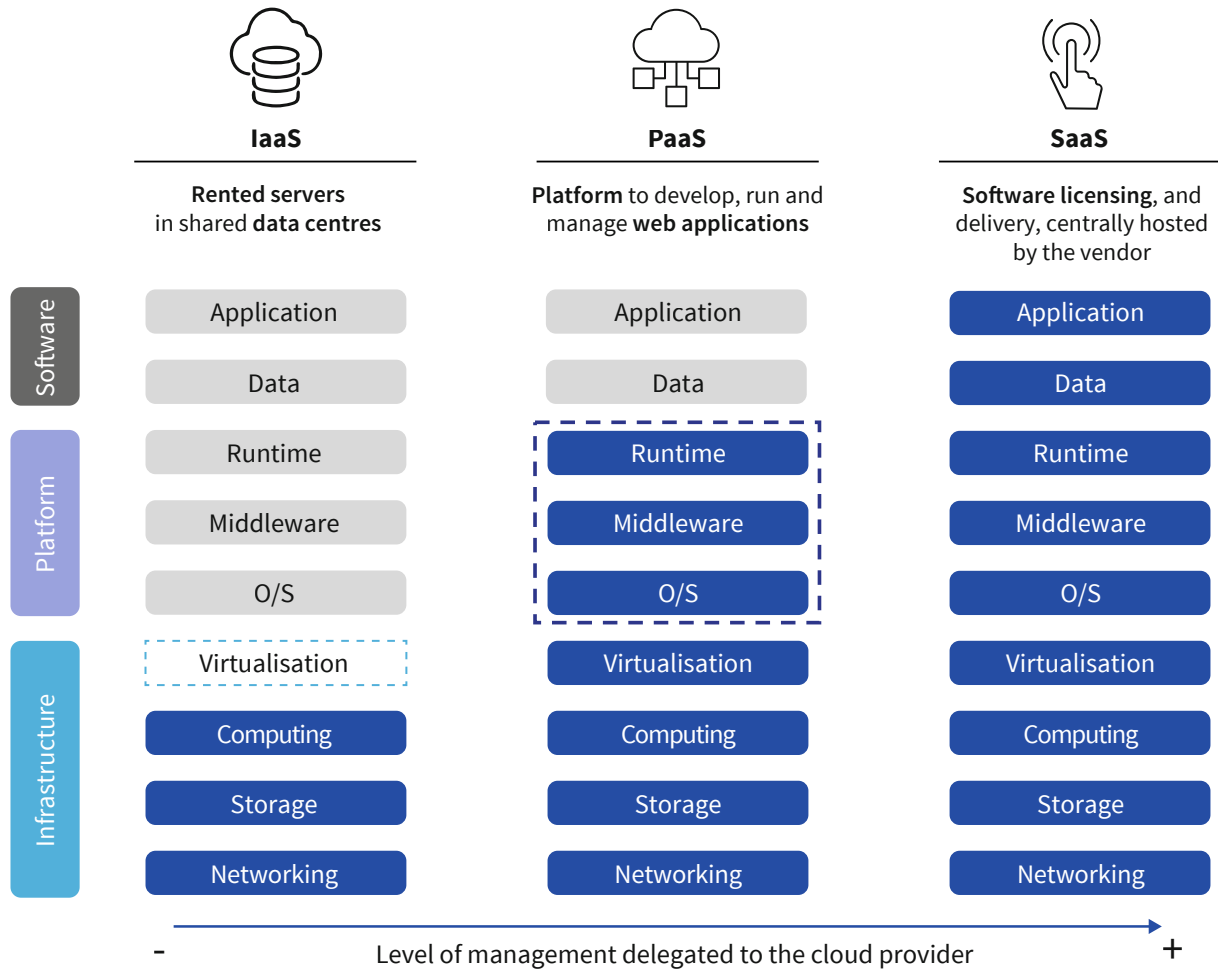 IaaS
Rented servers
in shared data centres
PaaS
Platform to develop, run and
manage web applications
SaaS
Software licensing, and
delivery, centrally hosted
by the vendor
Software
Platform
Infrastructure
Application
Data
Runtime
Middleware
O/S
Virtualisation
Computing
Storage
Networking
Application
Data
Runtime
Middleware
O/S
Virtualisation
Computing
Storage
Networking
Application
Data
Runtime
Middleware
O/S
Virtualisation
Computing
Storage
Networking
- Level of management delegated to the cloud provider +